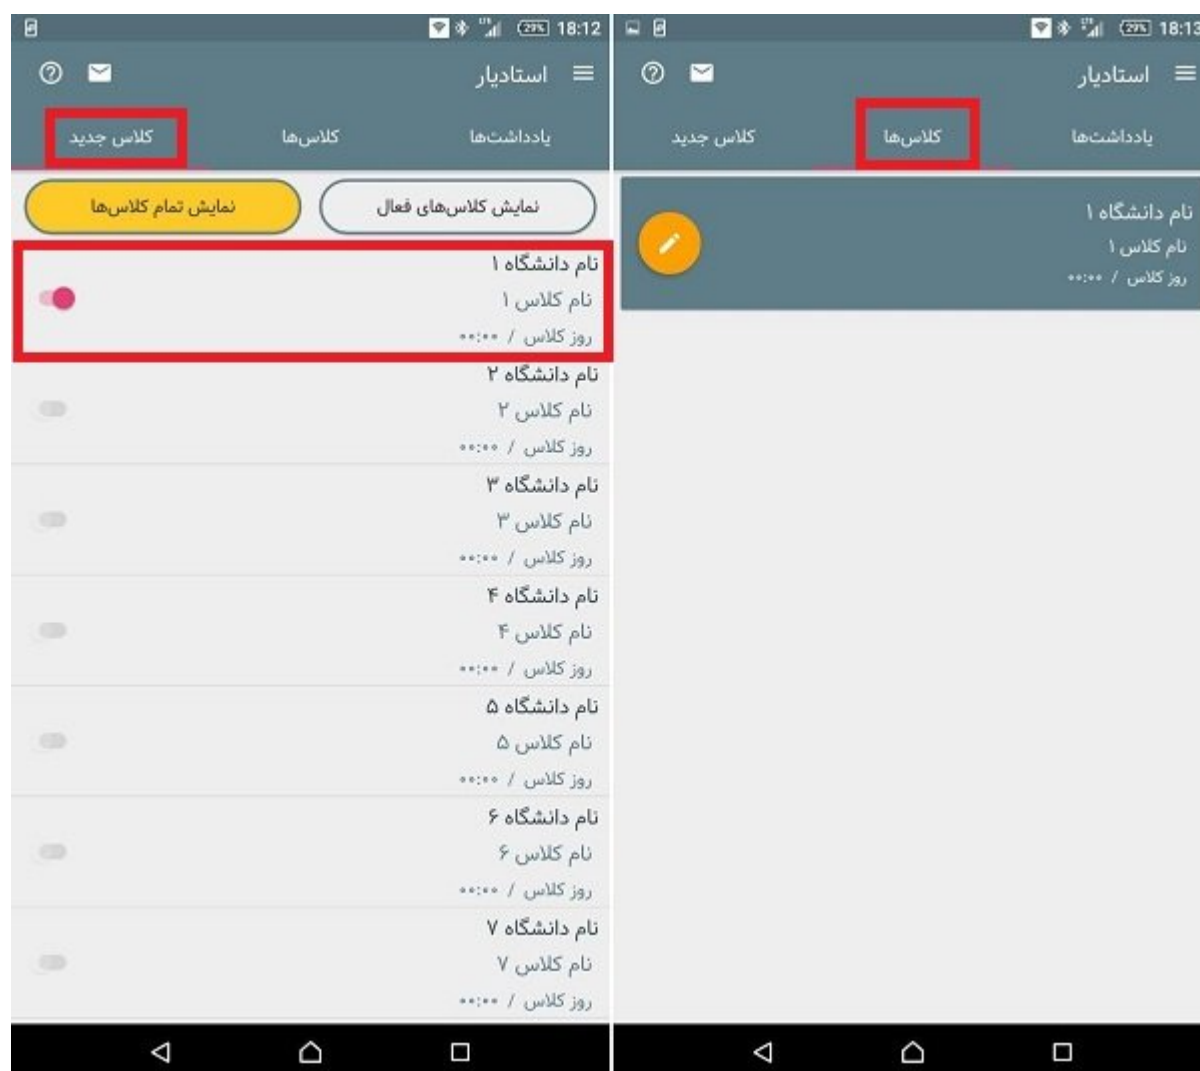 29% 18:12
استادیار
یادداشت‌ها کلاس‌ها کلاس جدید
نمایش کلاس‌های فعال نمایش تمام کلاس‌ها
نام دانشگاه ۱
نام کلاس ۱
روز کلاس / ۰۰:۰۰
نام دانشگاه ۲
نام کلاس ۲
روز کلاس / ۰۰:۰۰
نام دانشگاه ۳
نام کلاس ۳
روز کلاس / ۰۰:۰۰
نام دانشگاه ۴
نام کلاس ۴
روز کلاس / ۰۰:۰۰
نام دانشگاه ۵
نام کلاس ۵
روز کلاس / ۰۰:۰۰
نام دانشگاه ۶
نام کلاس ۶
روز کلاس / ۰۰:۰۰
نام دانشگاه ۷
نام کلاس ۷
روز کلاس / ۰۰:۰۰
29% 18:13
استادیار
یادداشت‌ها کلاس‌ها کلاس جدید
نام دانشگاه ۱
نام کلاس ۱
روز کلاس / ۰۰:۰۰